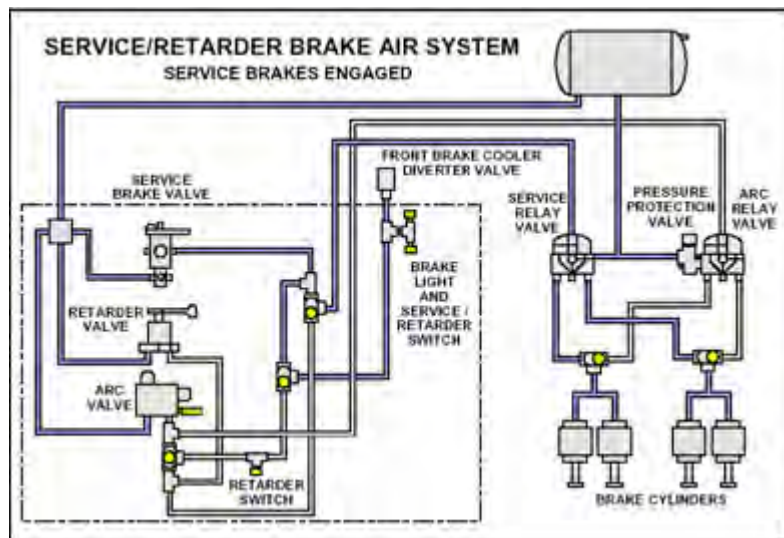 SERVICE/RETARDER BRAKE AIR SYSTEM
SERVICE BRAKES ENGAGED
FRONT BRAKE COOLER
DIVERTER VALVE
SERVICE
BRAKE VALVE
SERVICE
RELAY
VALVE
PRESSURE
PROTECTION
VALVE
ARC
RELAY
VALVE
BRAKE
LIGHT
AND
SERVICE /
RETARDER
SWITCH
RETARDER
VALVE
ARC
VALVE
RETARDER
SWITCH
BRAKE CYLINDERS